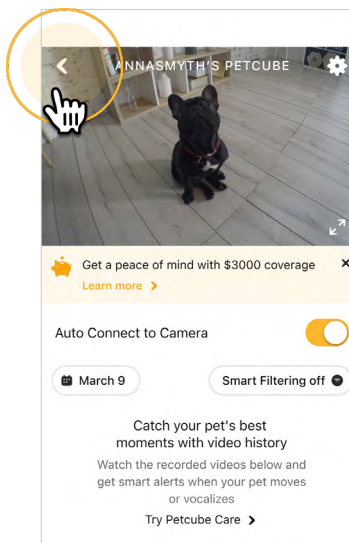 ANNASMYTH'S PETCUBE
Get a peace of mind with $3000 coverage
Learn more
Auto Connect to Camera
March 9
Smart Filtering off
Catch your pet's best
moments with video history
Watch the recorded videos below and
get smart alerts when your pet moves
or vocalizes
Try Petcube Care